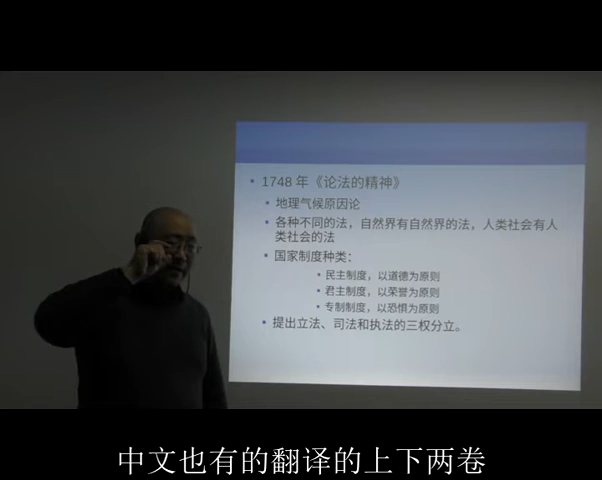 1748 年《论法的精神》
地理气候原因论
各种不同的法，自然界有自然界的法，人类社会有人
类社会的法
国家制度种类：
民主制度，以道德为原则
君主制度，以荣誉为原则
专制制度，以恐惧为原则
提出立法、司法和执法的三权分立。
中文也有的翻译的上下两卷